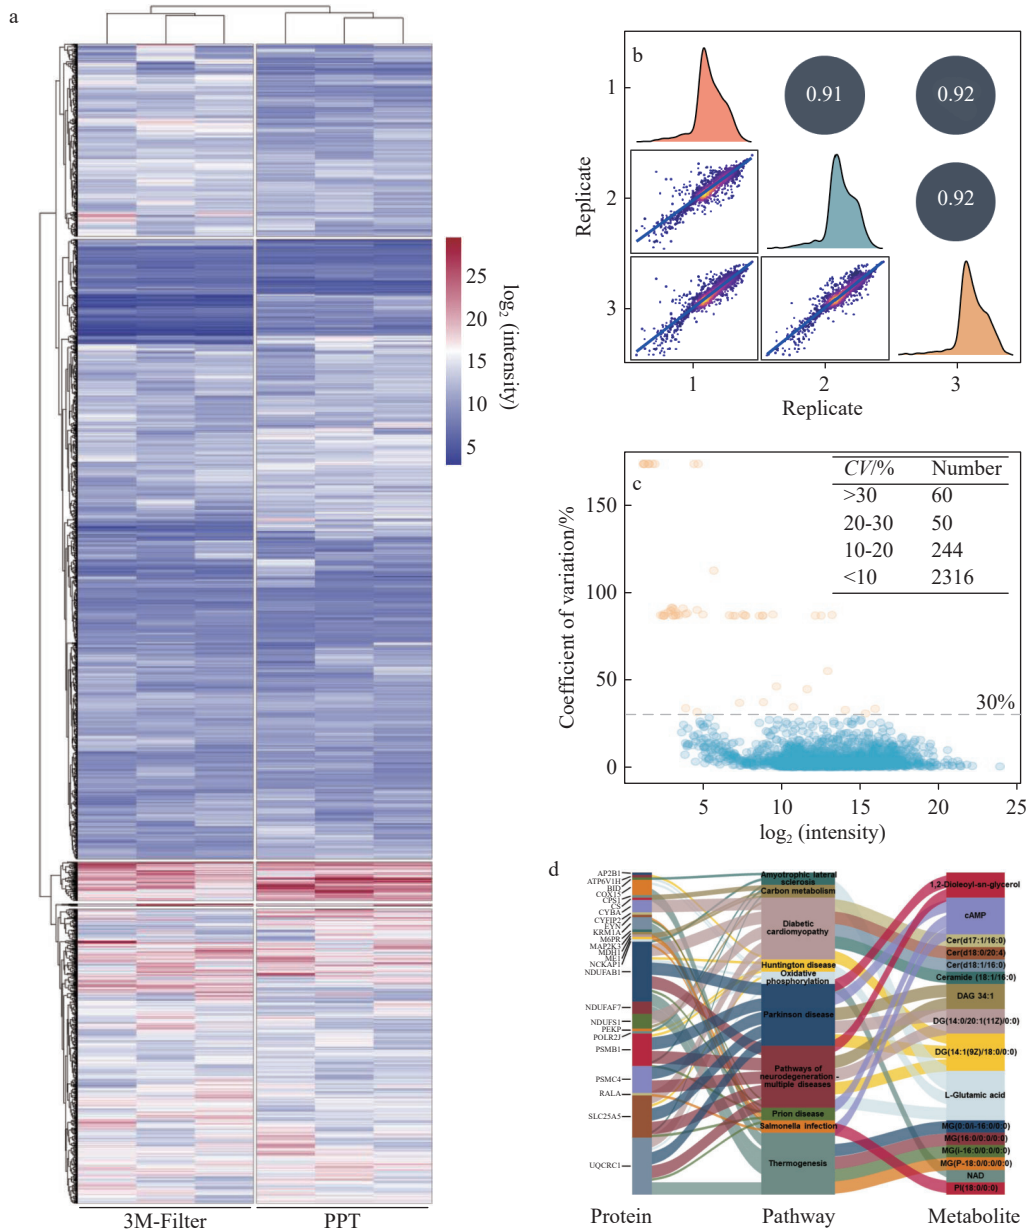 a
25
20
15
10
5
log2 (intensity)
3M-Filter
PPT
b
1
0.91
0.92
2
0.92
3
Replicate
1
2
3
Replicate
c
CV/%
Number
>30
60
20-30
50
10-20
244
<10
2316
150
100
50
0
Coefficient of variation/%
30%
5
10
15
20
25
log2 (intensity)
d
AP2B1
ATP6V1H
BID
COX15
CPS1
CS
CYBA
CYFIP2
EYN
KRM1A
M6PR
MAP2K3
MDH1
ME1
NCKAP1
NDUFAB1
NDUFAF7
NDUFS1
PEKP
POLR2J
PSMB1
PSMC4
RALA
SLC25A5
UQCRC1
Amyotrophic lateral
sclerosis
Carbon metabolism
Diabetic
cardiomyopathy
Huntington disease
Oxidative
phosphorylation
Parkinson disease
Pathways of
neurodegeneration -
multiple diseases
Prion disease
Salmonella infection
Thermogenesis
1,2-Dioleoyl-sn-glycerol
cAMP
Cer(d17:1/16:0)
Cer(d18:0/20:4)
Cer(d18:1/16:0)
Ceramide (18:1/16:0)
DAG 34:1
DG(14:0/20:1(11Z)/0:0)
DG(14:1(9Z)/18:0/0:0)
L-Glutamic acid
MG(0:0/i-16:0/0:0)
MG(16:0/0:0/0:0)
MG(i-16:0/0:0/0:0)
MG(P-18:0/0:0/0:0)
NAD
PI(18:0/0:0)
Protein
Pathway
Metabolite